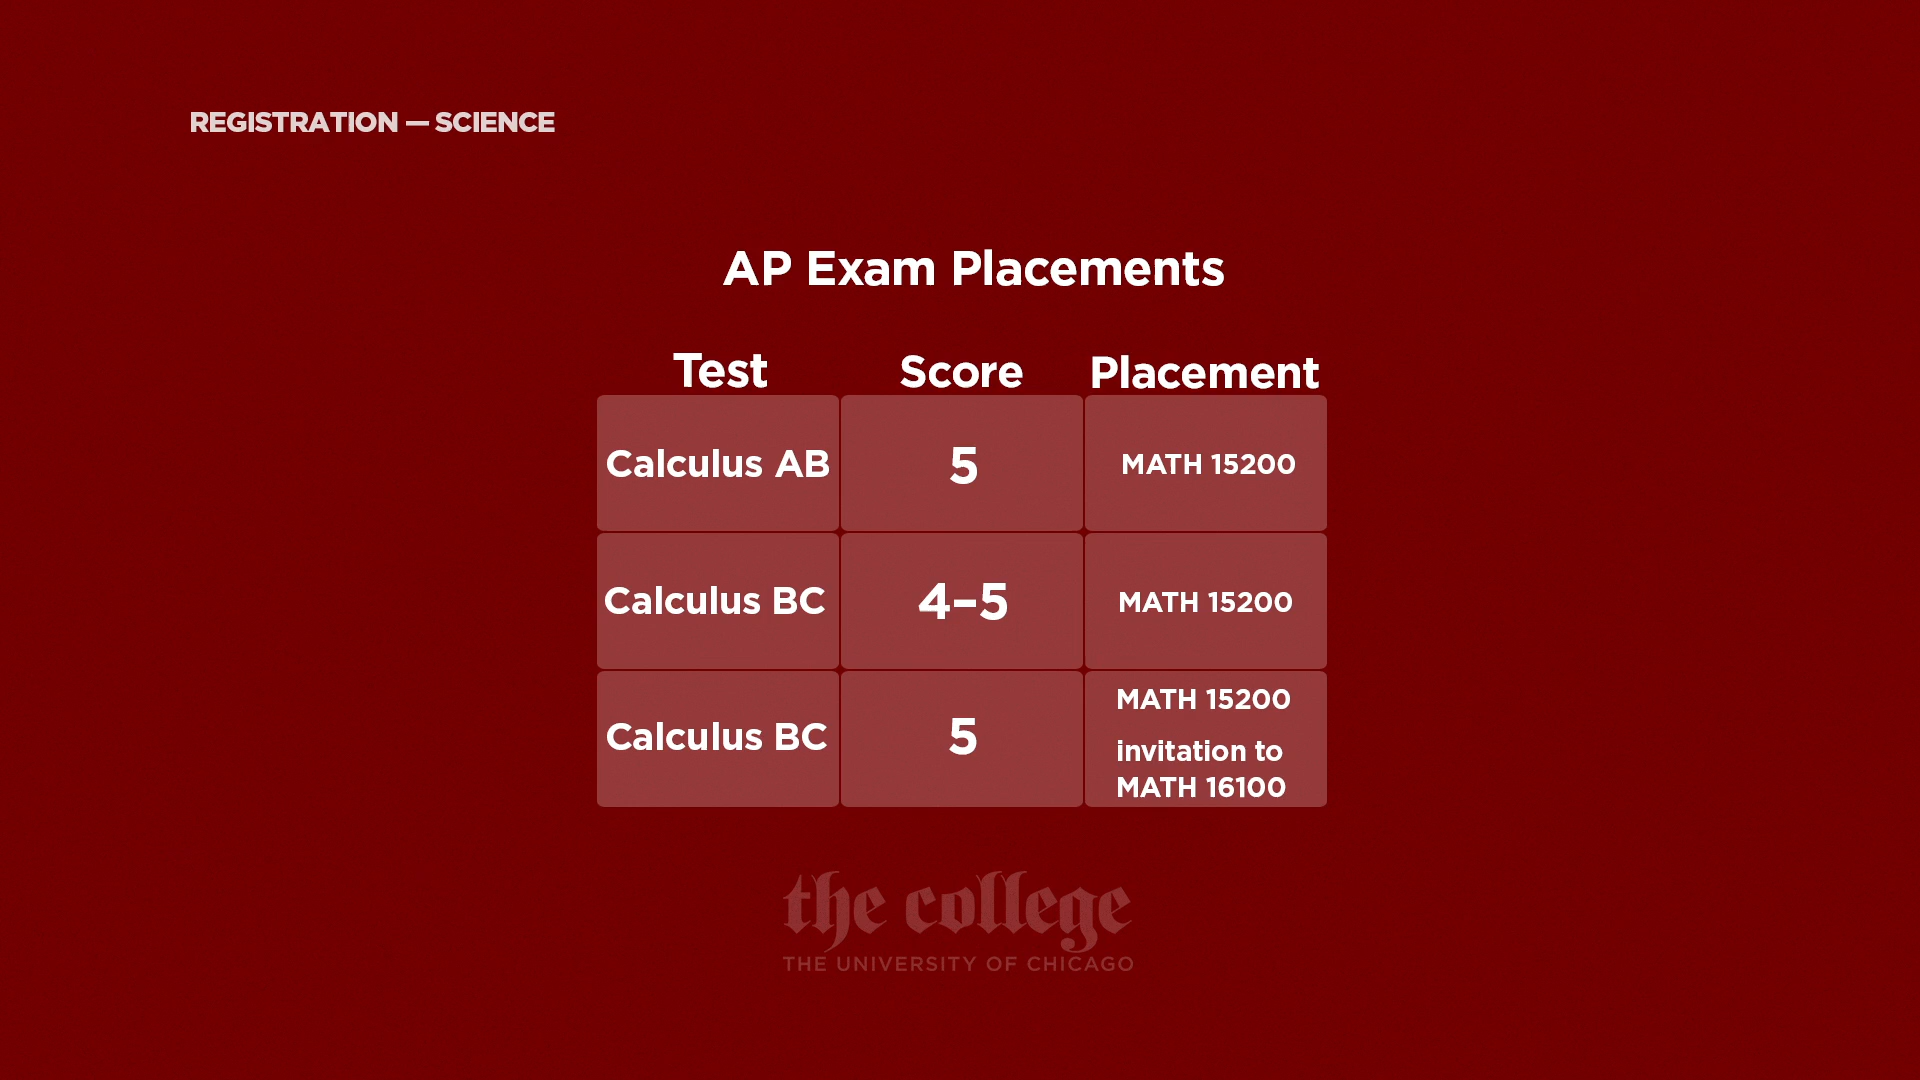 REGISTRATION — SCIENCE
AP Exam Placements
Test Score Placement
Calculus AB 5 MATH 15200
Calculus BC 4–5 MATH 15200
Calculus BC 5 MATH 15200
invitation to
MATH 16100
the college
THE UNIVERSITY OF CHICAGO